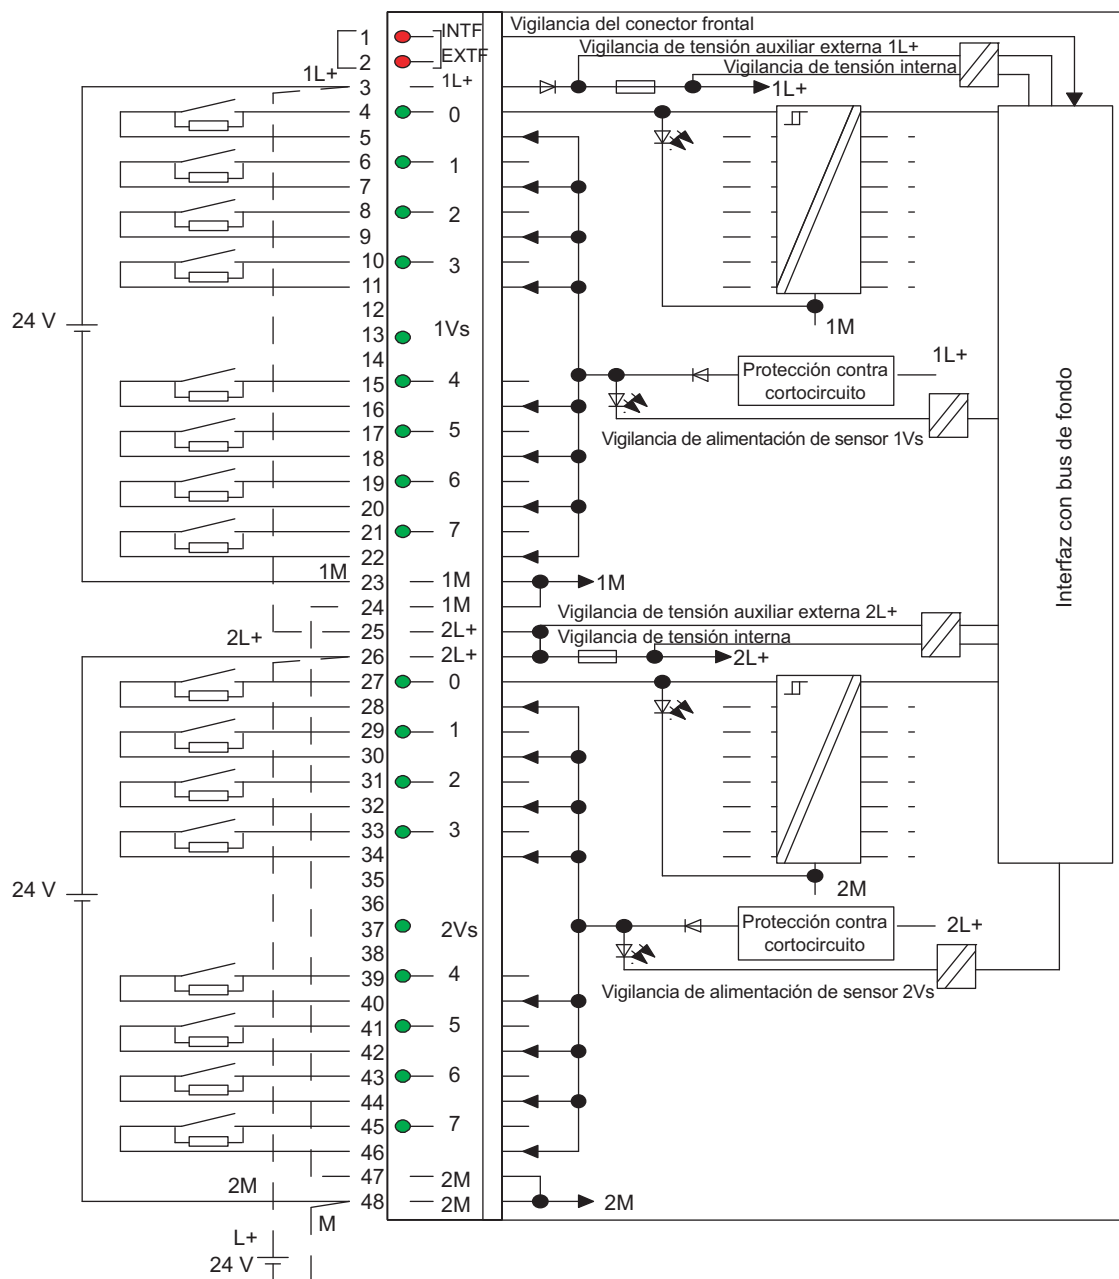 Vigilancia del conector frontal
1 INTF
Vigilancia de tensión auxiliar externa 1L+
2 EXTF
Vigilancia de tensión interna
1L+ 3 1L+
1L+
4 0
5
6 1
7
8 2
9
10 3
11
12
24 V
13 1Vs
1M
14
1L+
15 4
Protección contra
cortocircuito
16
17 5
Vigilancia de alimentación de sensor 1Vs
18
19 6
20
21 7
22
1M 23 1M
1M
24 1M
Vigilancia de tensión auxiliar externa 2L+
25 2L+
Vigilancia de tensión interna
2L+ 26 2L+
2L+
27 0
28
29 1
30
31 2
32
33 3
34
35
24 V
2M
36
37 2Vs
Protección contra
cortocircuito
2L+
38
39 4
Vigilancia de alimentación de sensor 2Vs
40
41 5
42
43 6
44
45 7
46
47 2M
2M 48 2M
2M
M
L+
24 V
Interfaz con bus de fondo